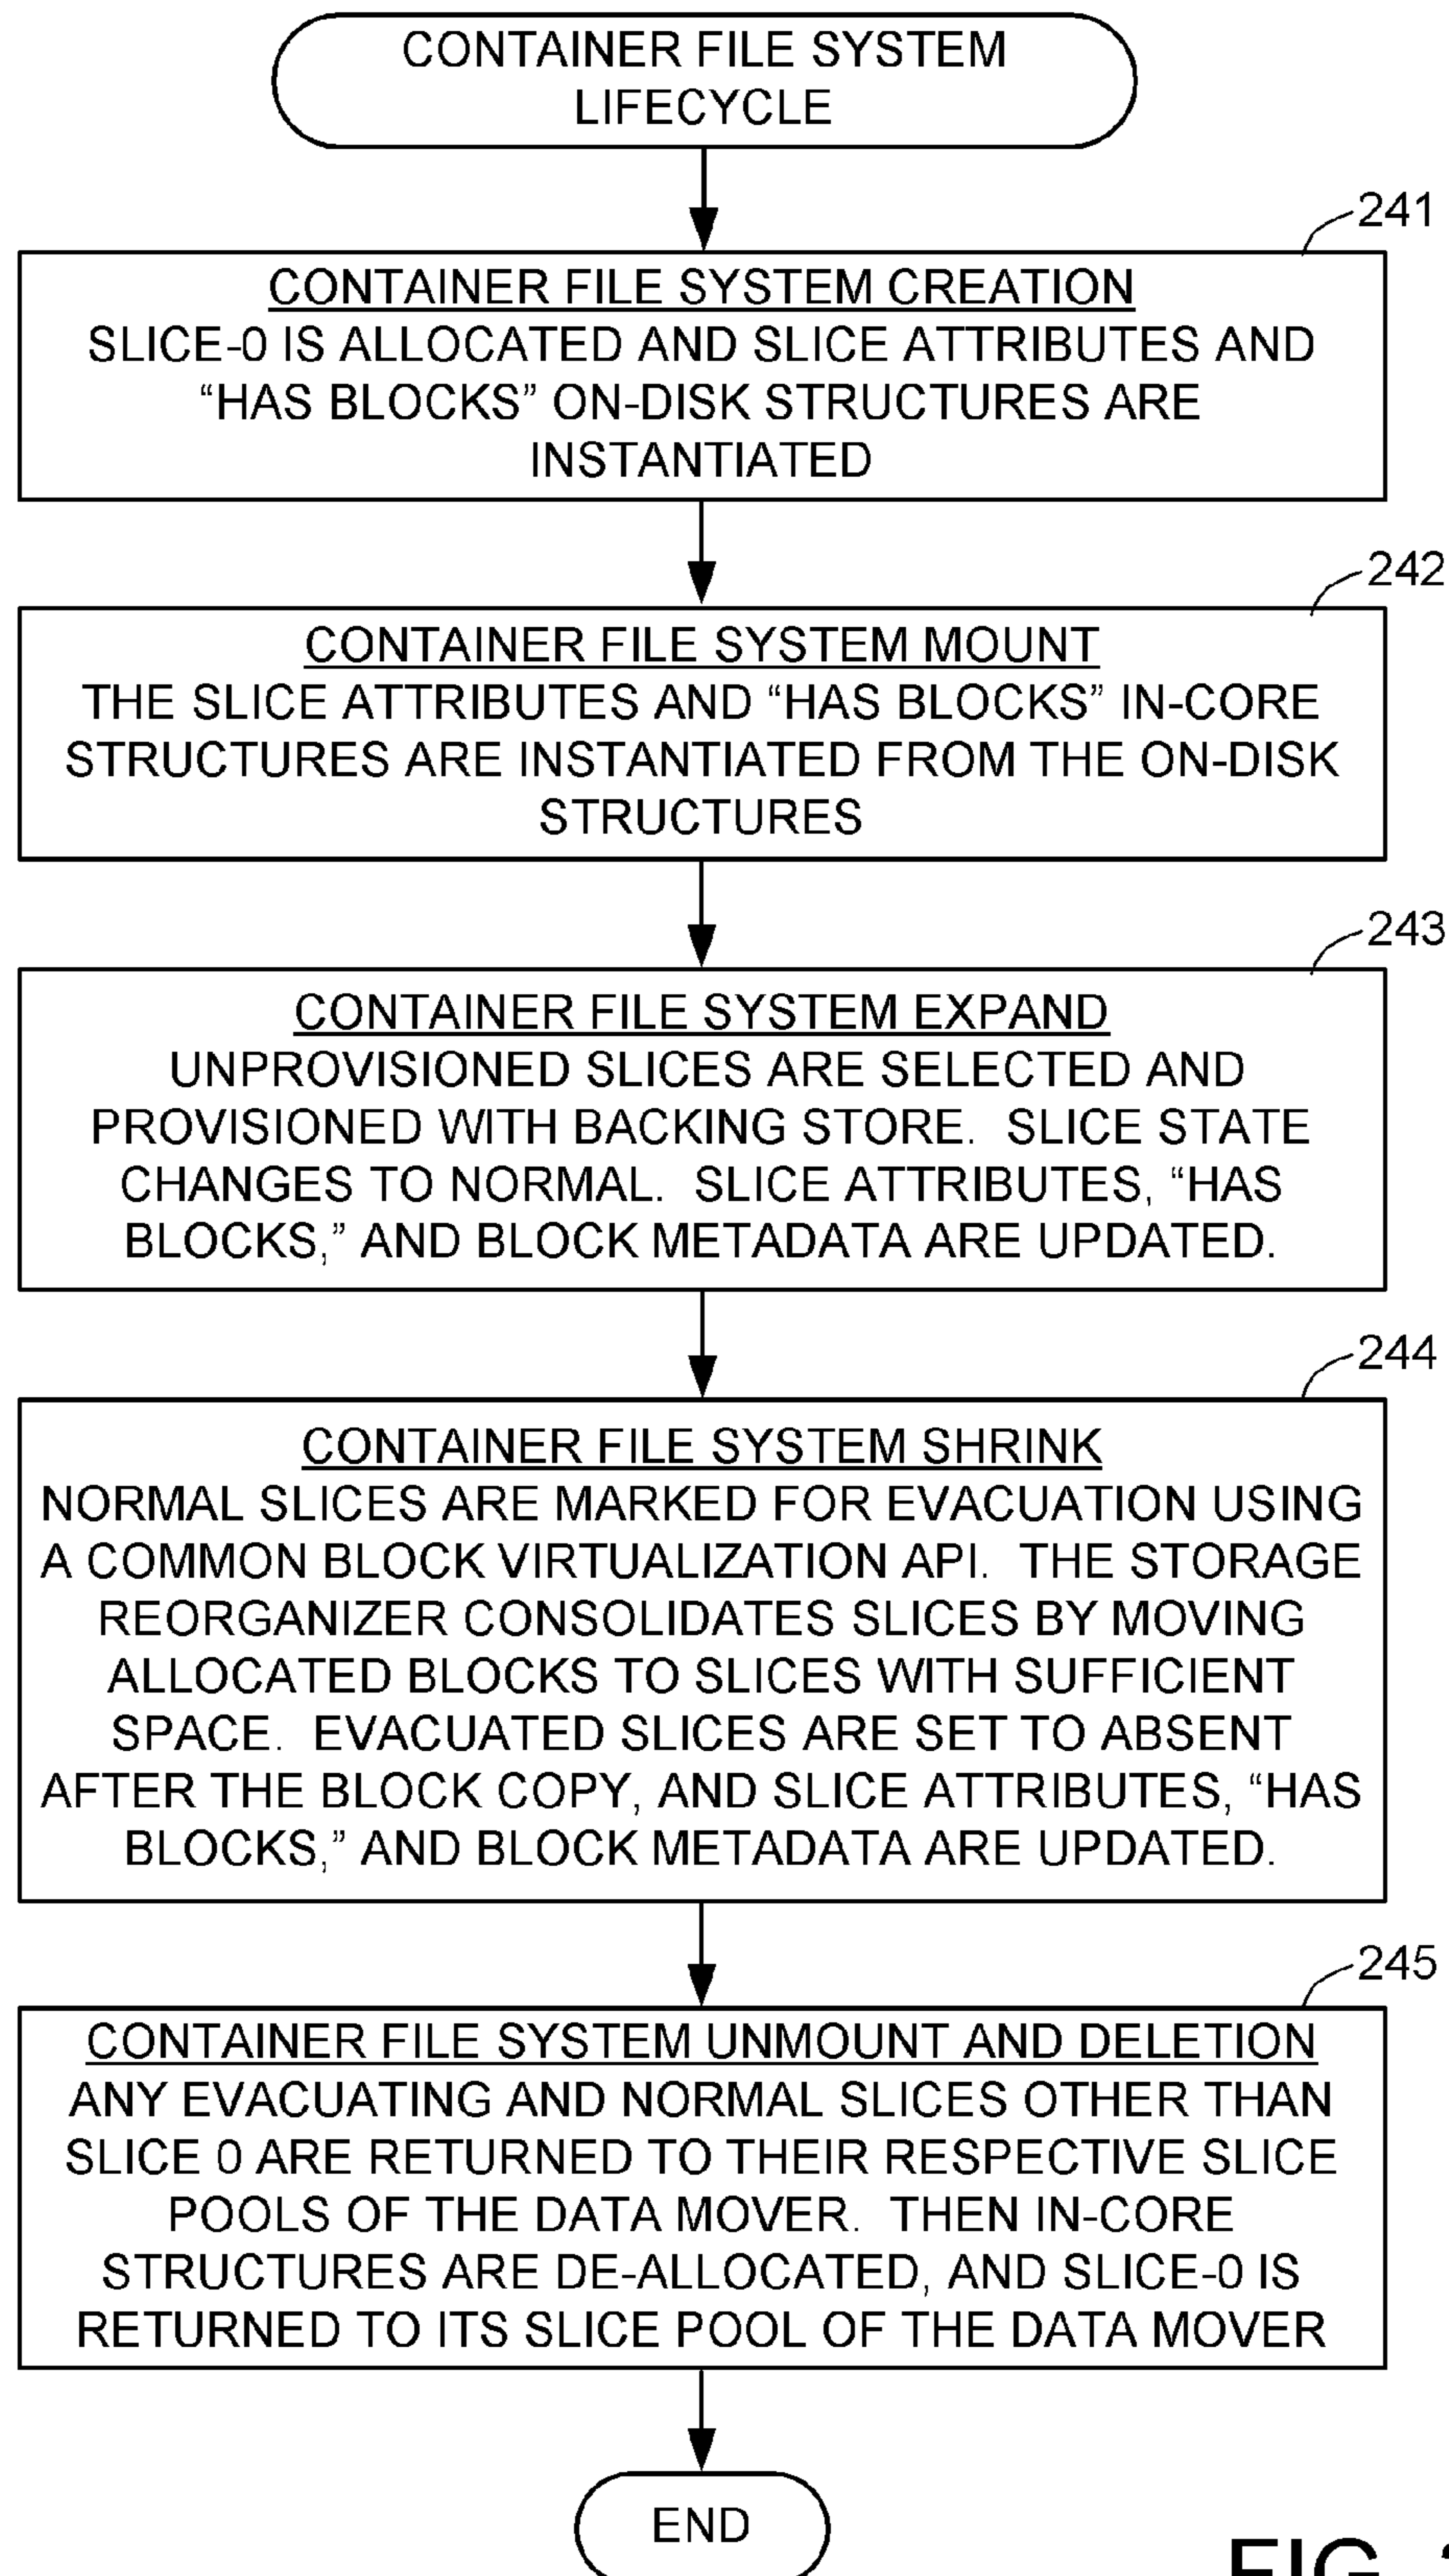 CONTAINER FILE SYSTEM
LIFECYCLE
241
CONTAINER FILE SYSTEM CREATION
SLICE-0 IS ALLOCATED AND SLICE ATTRIBUTES AND
“HAS BLOCKS” ON-DISK STRUCTURES ARE
INSTANTIATED
242
CONTAINER FILE SYSTEM MOUNT
THE SLICE ATTRIBUTES AND “HAS BLOCKS” IN-CORE
STRUCTURES ARE INSTANTIATED FROM THE ON-DISK
STRUCTURES
243
CONTAINER FILE SYSTEM EXPAND
UNPROVISIONED SLICES ARE SELECTED AND
PROVISIONED WITH BACKING STORE. SLICE STATE
CHANGES TO NORMAL. SLICE ATTRIBUTES, “HAS
BLOCKS,” AND BLOCK METADATA ARE UPDATED.
244
CONTAINER FILE SYSTEM SHRINK
NORMAL SLICES ARE MARKED FOR EVACUATION USING
A COMMON BLOCK VIRTUALIZATION API. THE STORAGE
REORGANIZER CONSOLIDATES SLICES BY MOVING
ALLOCATED BLOCKS TO SLICES WITH SUFFICIENT
SPACE. EVACUATED SLICES ARE SET TO ABSENT
AFTER THE BLOCK COPY, AND SLICE ATTRIBUTES, “HAS
BLOCKS,” AND BLOCK METADATA ARE UPDATED.
245
CONTAINER FILE SYSTEM UNMOUNT AND DELETION
ANY EVACUATING AND NORMAL SLICES OTHER THAN
SLICE 0 ARE RETURNED TO THEIR RESPECTIVE SLICE
POOLS OF THE DATA MOVER. THEN IN-CORE
STRUCTURES ARE DE-ALLOCATED, AND SLICE-0 IS
RETURNED TO ITS SLICE POOL OF THE DATA MOVER
END
FIG.